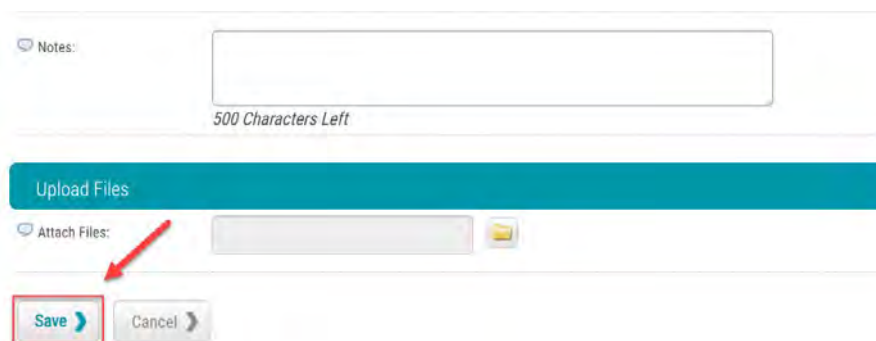 Notes:
500 Characters Left
Upload Files
Attach Files:
Save
Cancel